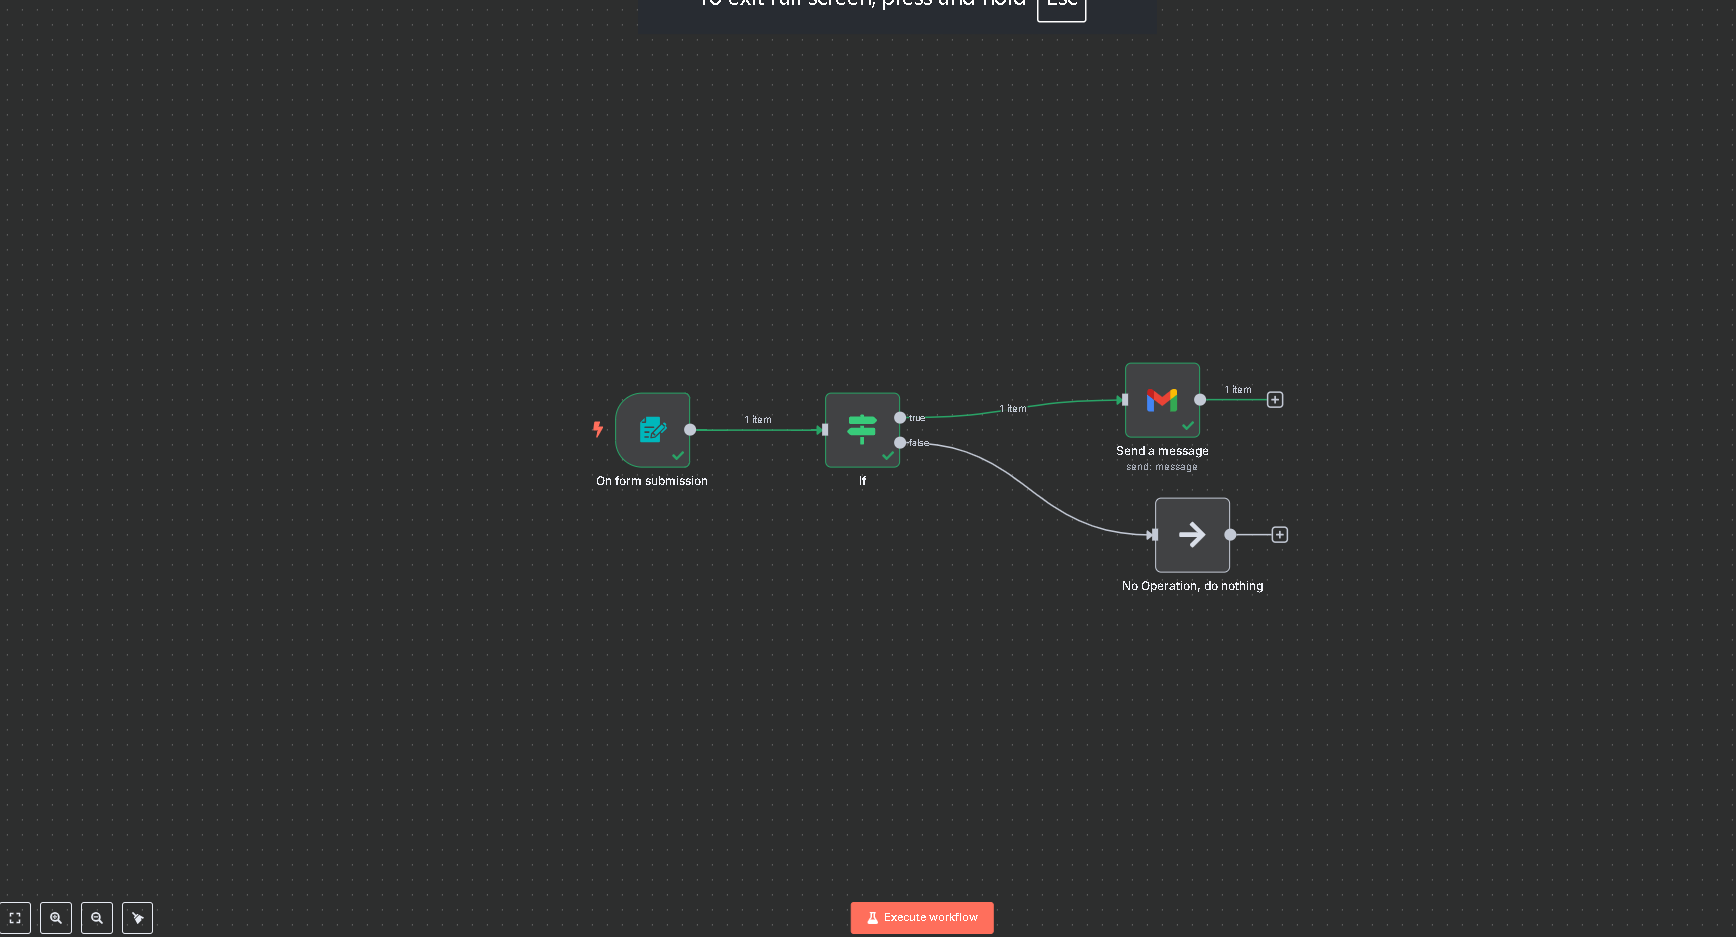 To exit full screen, press and hold Esc
1 item
1 item
true
1 item
false
Send a message
send: message
On form submission
If
No Operation, do nothing
Execute workflow